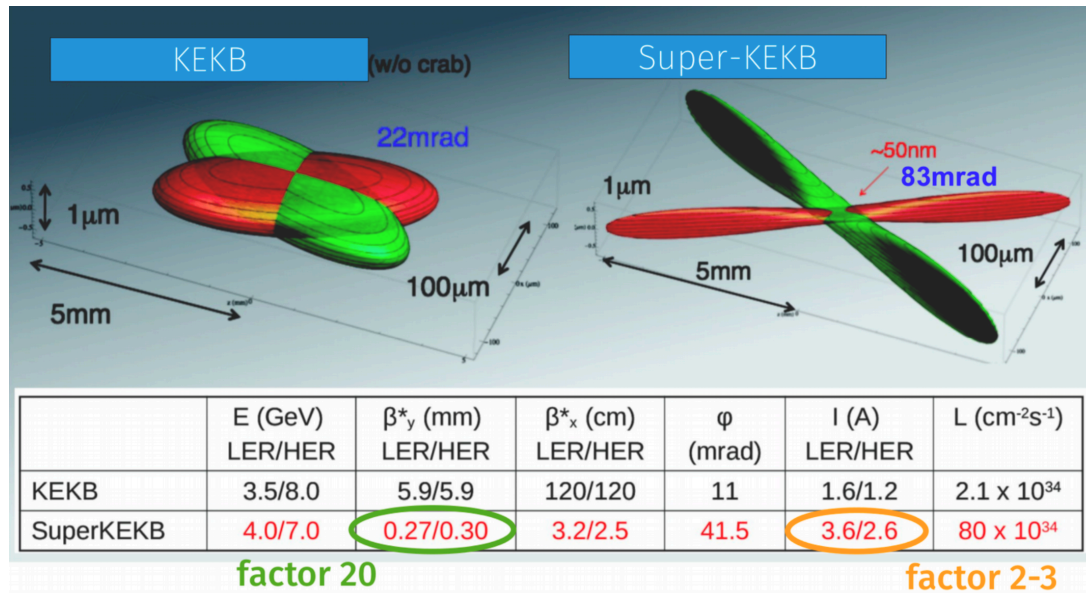 KEKB
(w/o crab)
Super-KEKB
22mrad
1μm
5mm
100μm
~50nm
83mrad
1μm
5mm
100μm
E (GeV) β*y (mm) β*x (cm) φ I (A) L (cm-2s-1)
LER/HER LER/HER LER/HER (mrad) LER/HER
KEKB 3.5/8.0 5.9/5.9 120/120 11 1.6/1.2 2.1 x 10³⁴
SuperKEKB 4.0/7.0 0.27/0.30 3.2/2.5 41.5 3.6/2.6 80 x 10³⁴
factor 20
factor 2-3